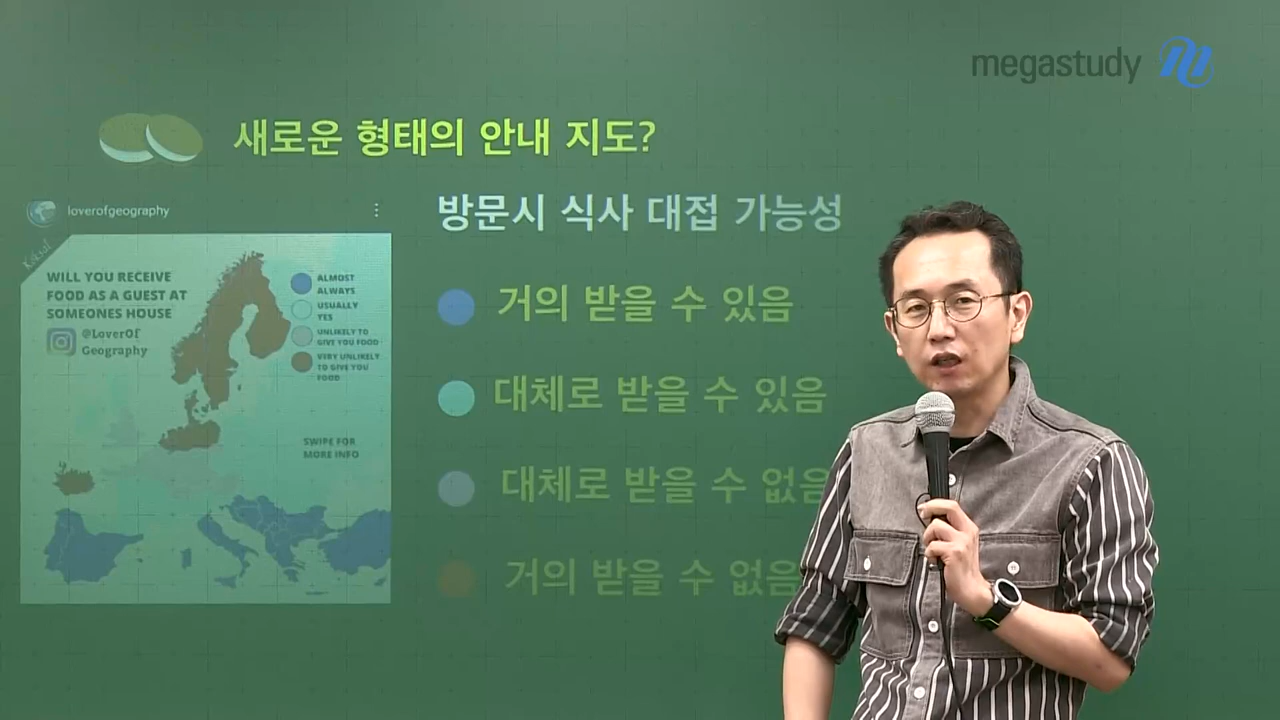 megastudy
새로운 형태의 안내 지도?
loverofgeography
방문시 식사 대접 가능성
WILL YOU RECEIVE
FOOD AS A GUEST AT
SOMEONES HOUSE
@LoverOf
Geography
ALMOST
ALWAYS
USUALLY
YES
UNLIKELY TO
GIVE YOU FOOD
VERY UNLIKELY
TO GIVE YOU
FOOD
SWIPE FOR
MORE INFO
거의 받을 수 있음
대체로 받을 수 있음
대체로 받을 수 없음
거의 받을 수 없음